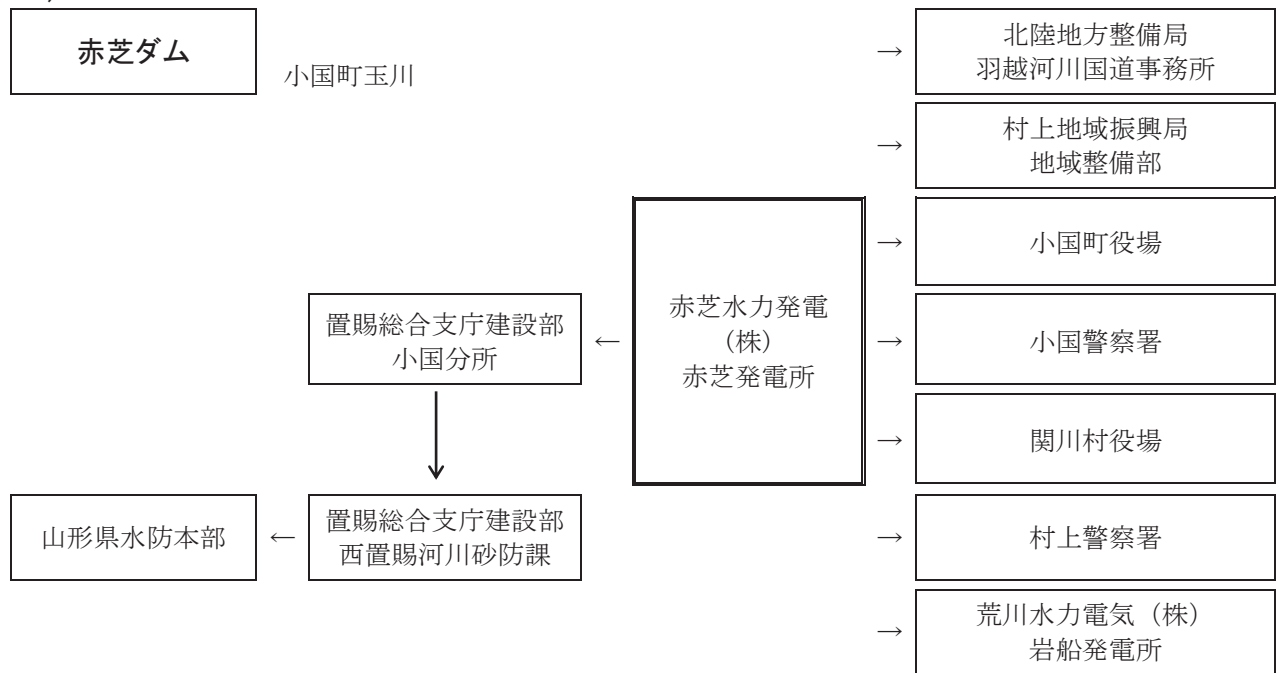 赤芝ダム
小国町玉川
→
北陸地方整備局
羽越河川国道事務所
→
村上地域振興局
地域整備部
→
小国町役場
置賜総合支庁建設部
小国分所
←
赤芝水力発電
(株)
赤芝発電所
→
小国警察署
→
関川村役場
山形県水防本部
←
置賜総合支庁建設部
西置賜河川砂防課
→
村上警察署
→
荒川水力電気(株)
岩船発電所